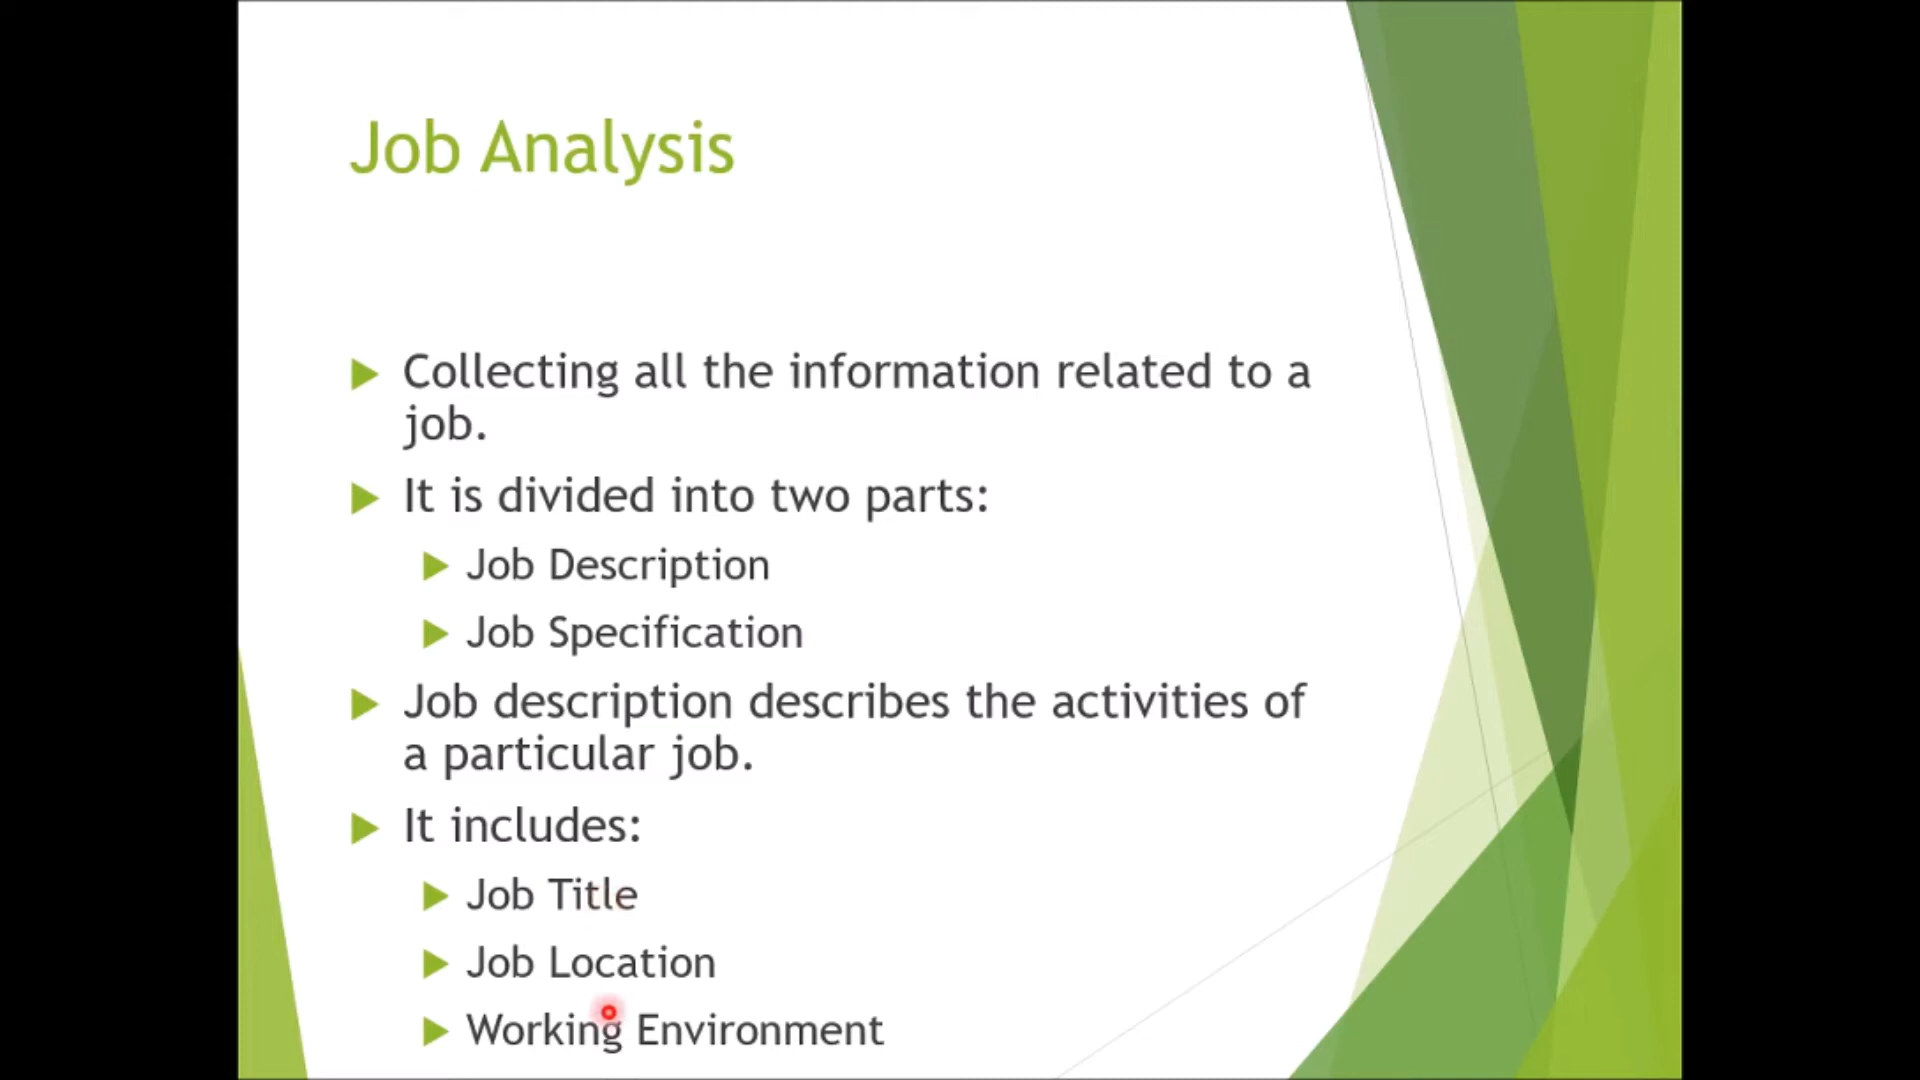 Job Analysis
Collecting all the information related to a
job.
It is divided into two parts:
Job Description
Job Specification
Job description describes the activities of
a particular job.
It includes:
Job Title
Job Location
Working Environment